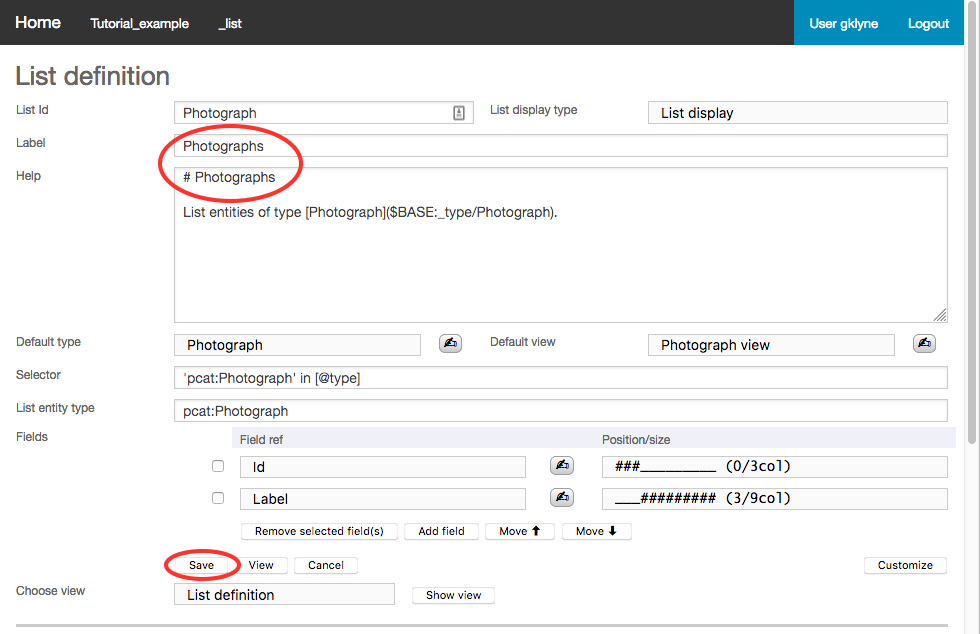 Home Tutorial_example _list User gklyne Logout
List definition
List Id Photograph List display type List display
Label Photographs
Help # Photographs
List entities of type [Photograph]($BASE:_type/Photograph).
Default type Photograph Default view Photograph view
Selector 'pcat:Photograph' in [@type]
List entity type pcat:Photograph
Fields Field ref Position/size
Id ###_________ (0/3col)
Label ___######### (3/9col)
Remove selected field(s) Add field Move ⬆ Move ⬇
Save View Cancel Customize
Choose view List definition Show view